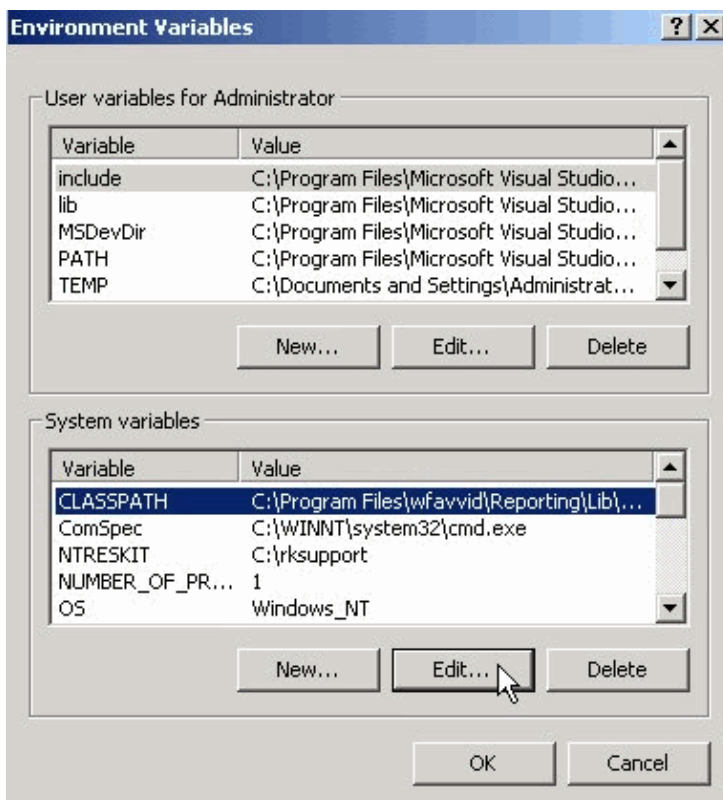 Environment Variables
User variables for Administrator
Variable Value
include C:\Program Files\Microsoft Visual Studio...
lib C:\Program Files\Microsoft Visual Studio...
MSDevDir C:\Program Files\Microsoft Visual Studio...
PATH C:\Program Files\Microsoft Visual Studio...
TEMP C:\Documents and Settings\Administrat...
New... Edit... Delete
System variables
Variable Value
CLASSPATH C:\Program Files\wfavvid\Reporting\Lib\...
ComSpec C:\WINNT\system32\cmd.exe
NTRESKIT C:\rksupport
NUMBER_OF_PR... 1
OS Windows_NT
New... Edit... Delete
OK Cancel